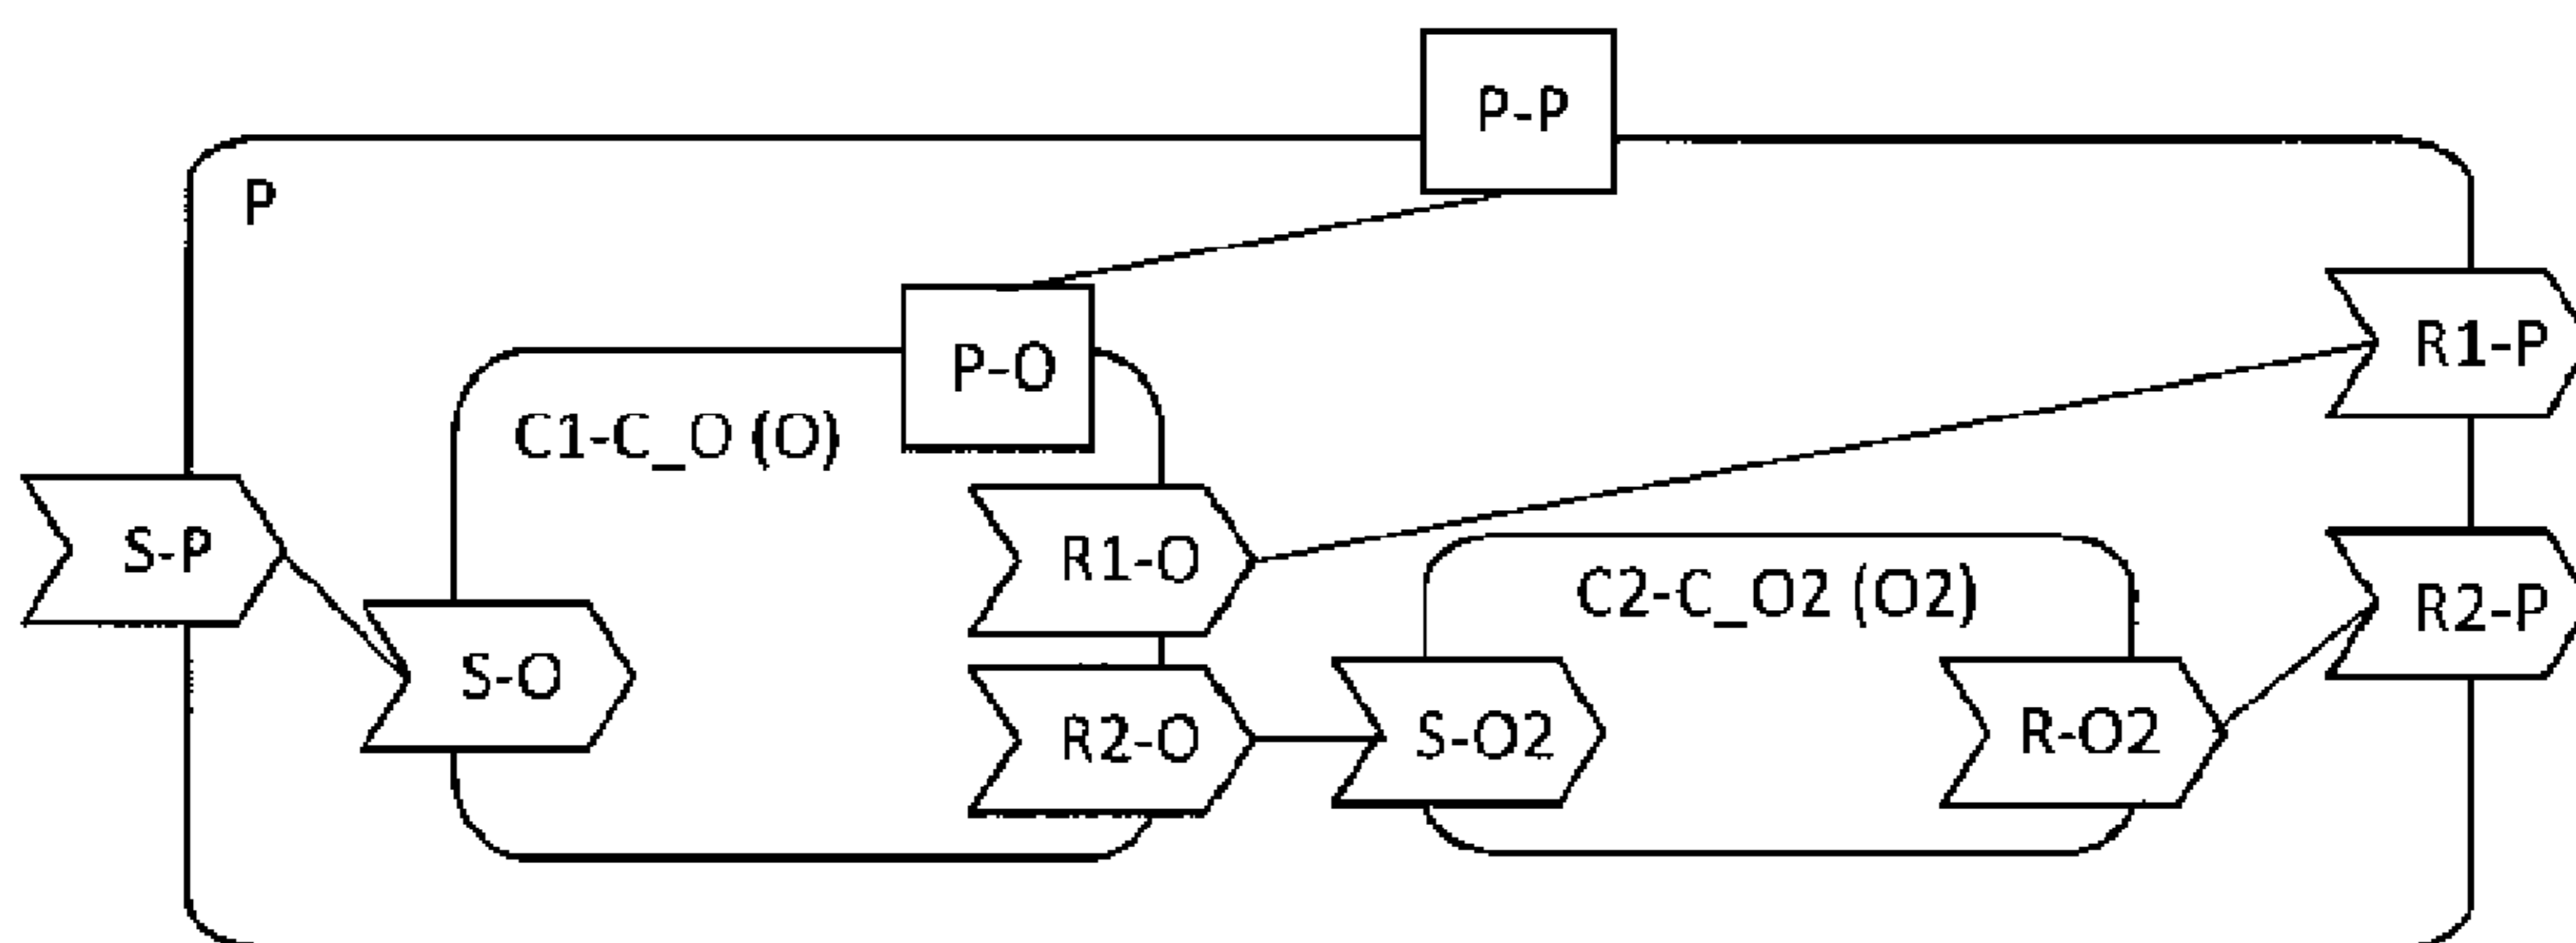 P-P
P
P-O
R1-P
C1-C_O (O)
S-P
R1-O
C2-C_O2 (O2)
R2-P
S-O
R2-O
S-O2
R-O2